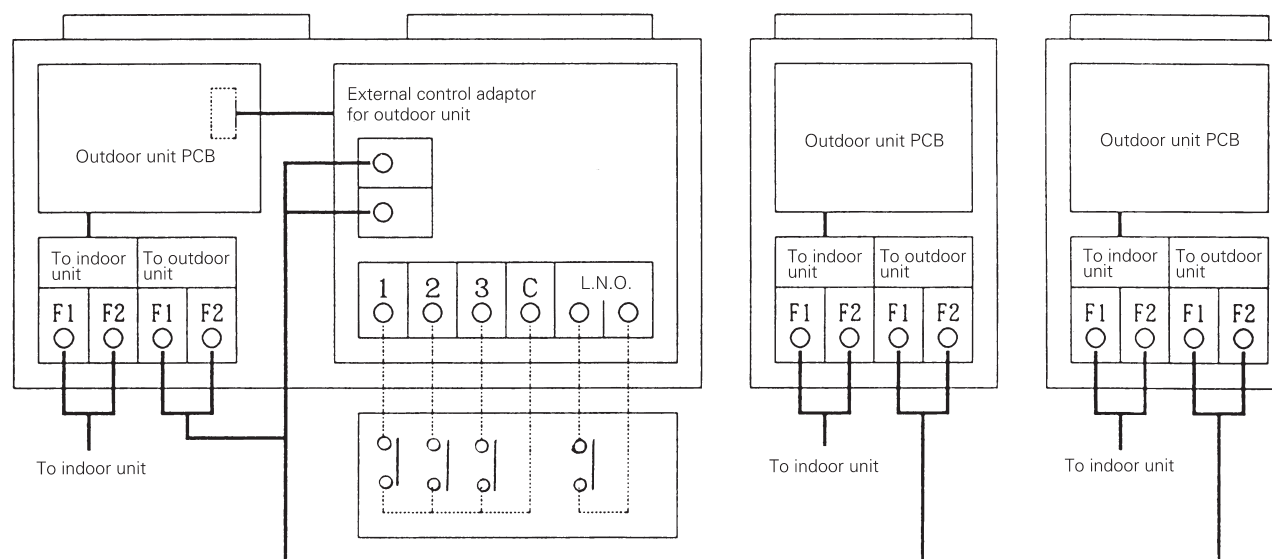 External control adaptor
for outdoor unit
Outdoor unit PCB
To indoor
unit
To outdoor
unit
F1 F2 F1 F2
1 2 3 C L.N.O.
To indoor unit
Outdoor unit PCB
To indoor
unit
To outdoor
unit
F1 F2 F1 F2
To indoor unit
Outdoor unit PCB
To indoor
unit
To outdoor
unit
F1 F2 F1 F2
To indoor unit